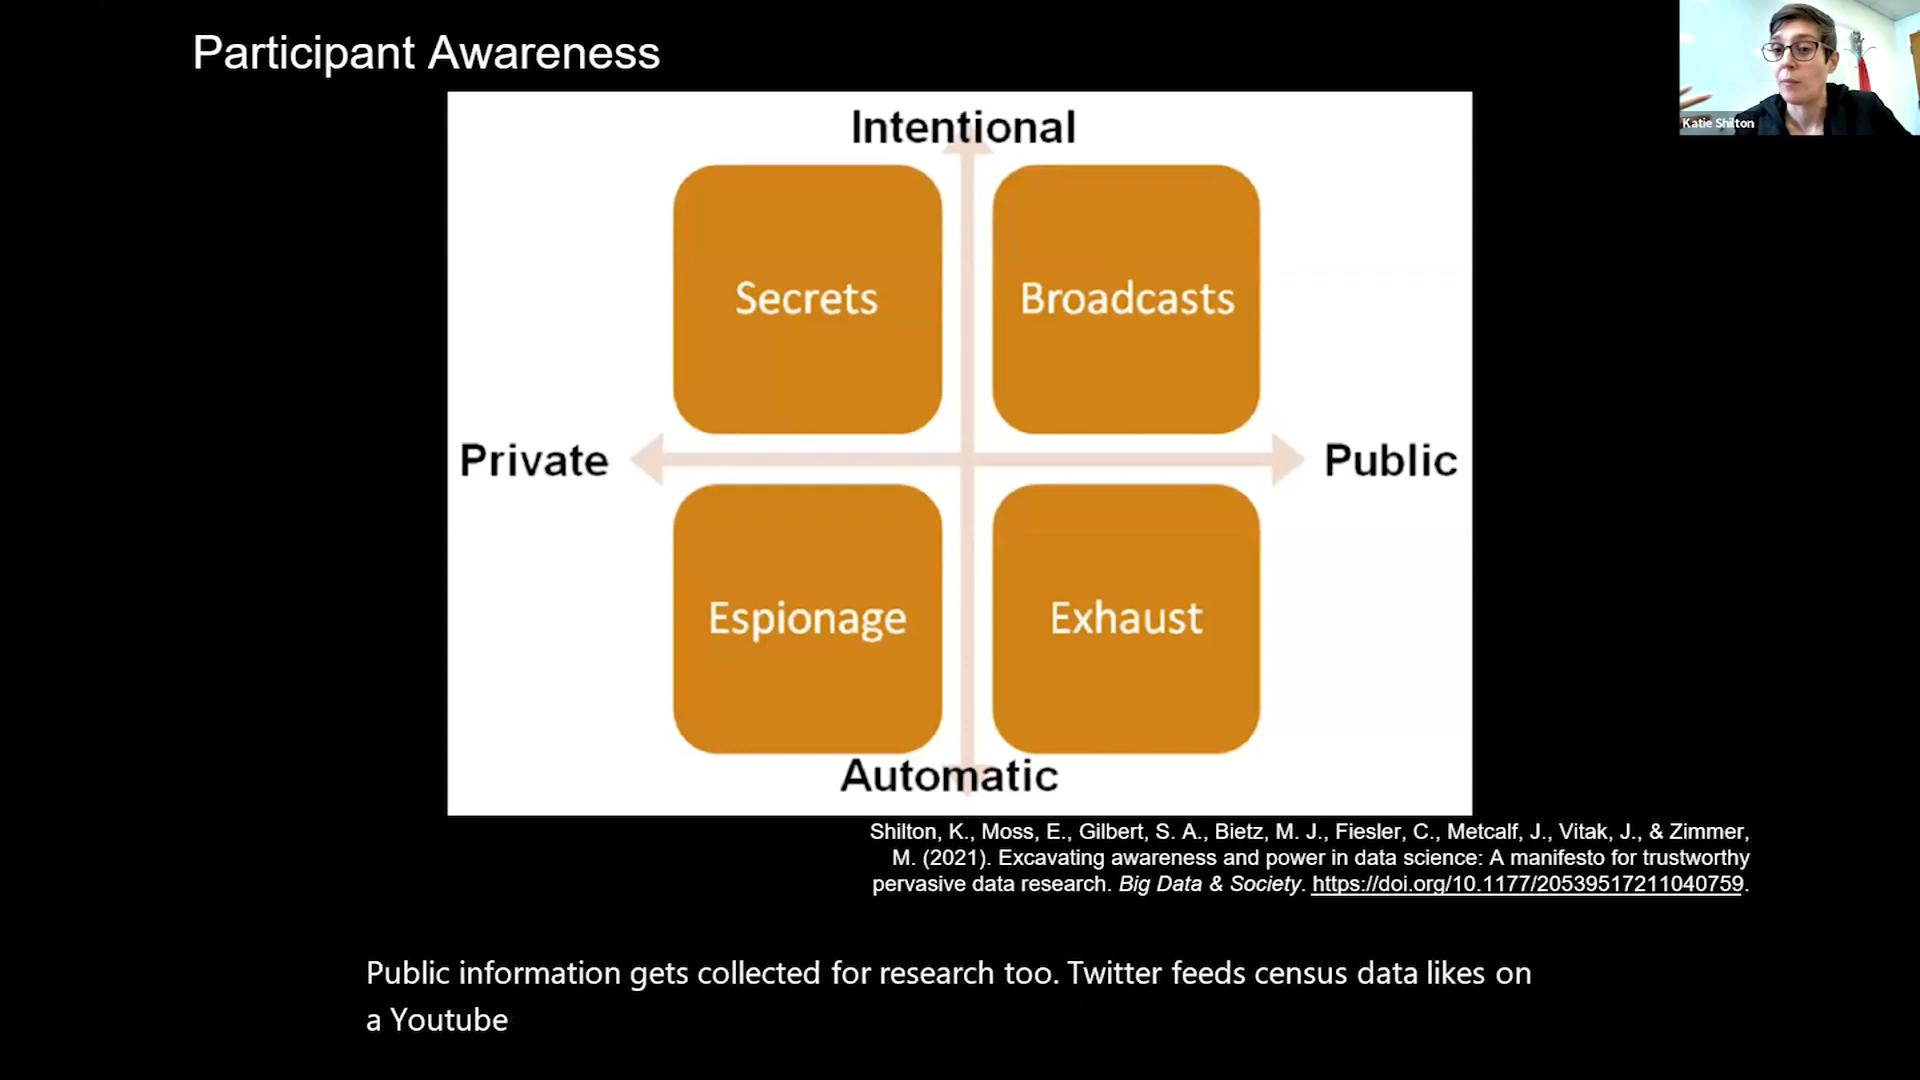 Participant Awareness
Katie Shilton
Intentional
Secrets
Broadcasts
Private
Public
Espionage
Exhaust
Automatic
Shilton, K., Moss, E., Gilbert, S. A., Bietz, M. J., Fiesler, C., Metcalf, J., Vitak, J., & Zimmer,
M. (2021). Excavating awareness and power in data science: A manifesto for trustworthy
pervasive data research. Big Data & Society. https://doi.org/10.1177/20539517211040759.
Public information gets collected for research too. Twitter feeds census data likes on
a Youtube